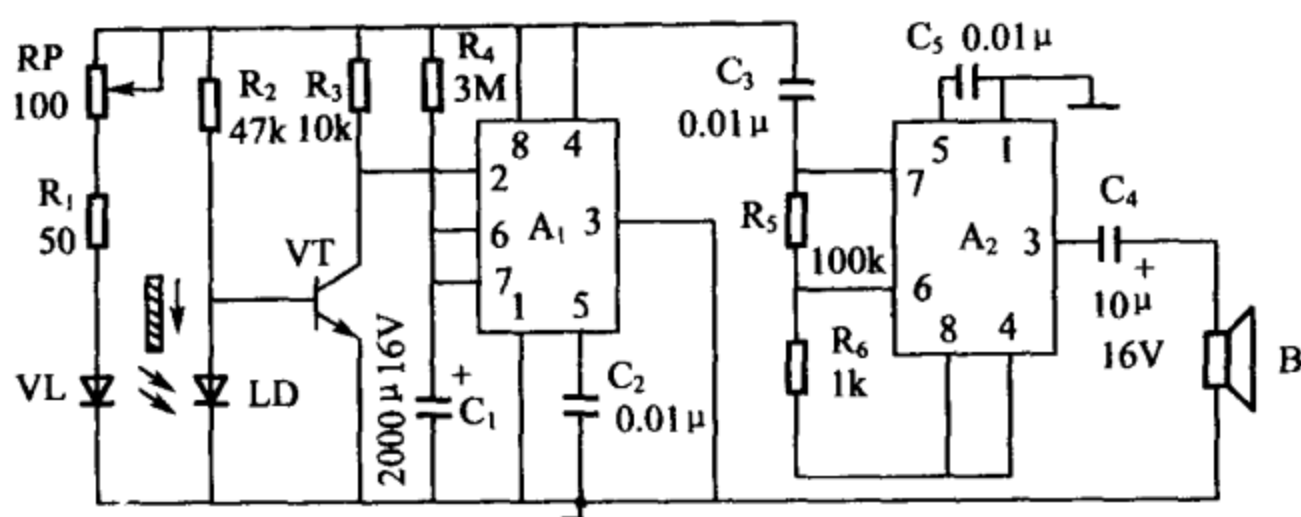 RP
100
R₁
50
VL
R₂
47k
LD
VT
R₃
10k
R₄
3M
2000μ16V
+
C₁
8 4
2
6
7
A₁
3
1
5
C₂
0.01μ
C₃
0.01μ
R₅
100k
R₆
1k
C₅ 0.01μ
5 1
7
6
A₂
3
8 4
C₄
+
10μ
16V
B